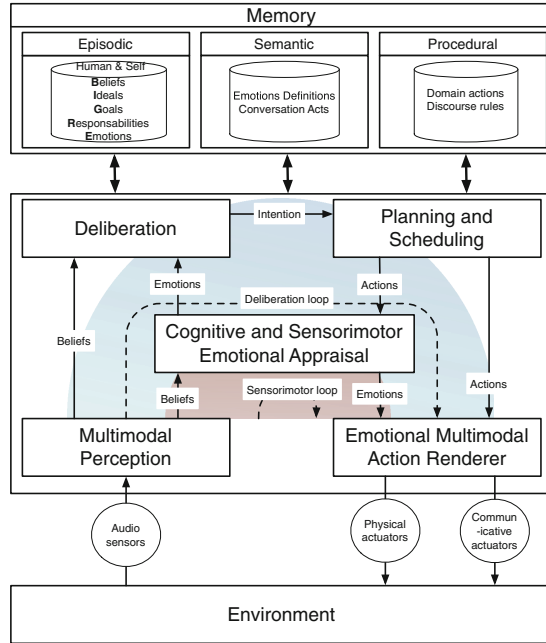 Memory
Episodic
Human & Self
Beliefs
Ideals
Goals
Responsabilities
Emotions
Semantic
Emotions Definitions
Conversation Acts
Procedural
Domain actions
Discourse rules
Deliberation
Intention
Planning and
Scheduling
Emotions
Actions
Deliberation loop
Beliefs
Cognitive and Sensorimotor
Emotional Appraisal
Beliefs
Sensorimotor loop
Emotions
Actions
Multimodal
Perception
Emotional Multimodal
Action Renderer
Audio
sensors
Physical
actuators
Commun
-icative
actuators
Environment